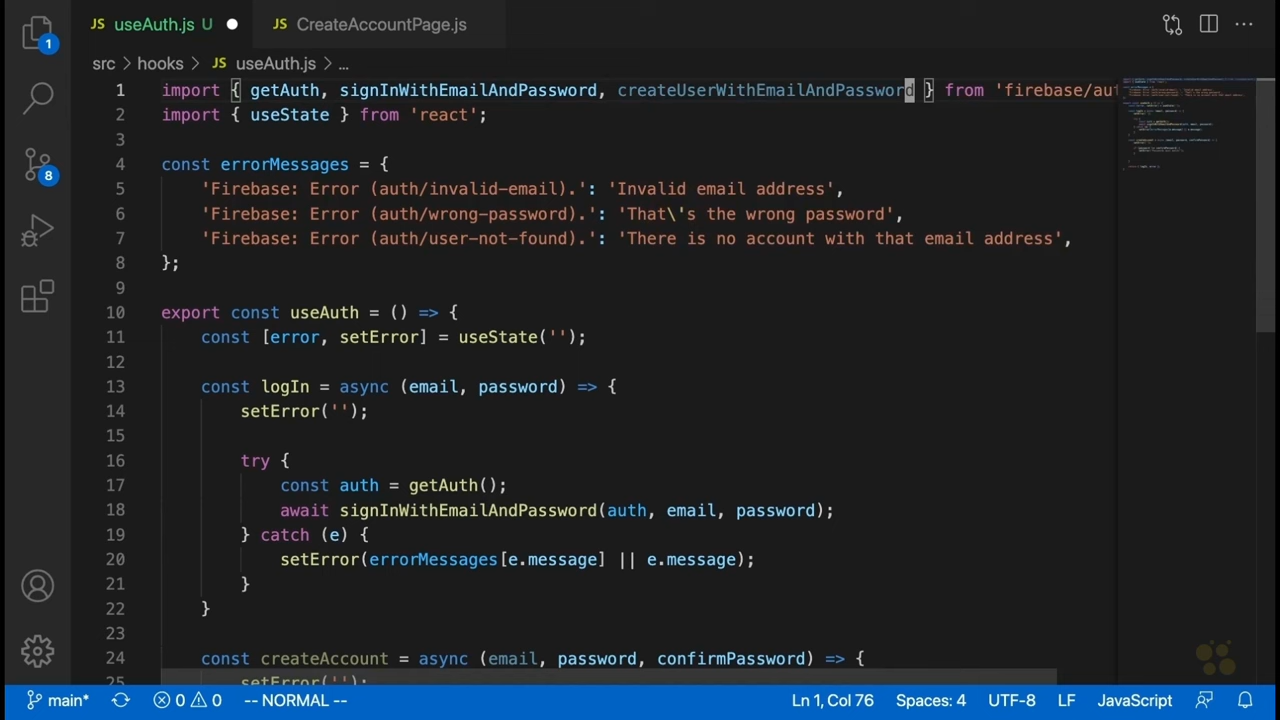 1
8
JS useAuth.js U
JS CreateAccountPage.js
src > hooks > JS useAuth.js > ...
1 import { getAuth, signInWithEmailAndPassword, createUserWithEmailAndPassword } from 'firebase/aut
2 import { useState } from 'react';
3
4 const errorMessages = {
5 'Firebase: Error (auth/invalid-email).': 'Invalid email address',
6 'Firebase: Error (auth/wrong-password).': 'That\'s the wrong password',
7 'Firebase: Error (auth/user-not-found).': 'There is no account with that email address',
8 };
9
10 export const useAuth = () => {
11 const [error, setError] = useState('');
12
13 const logIn = async (email, password) => {
14 setError('');
15
16 try {
17 const auth = getAuth();
18 await signInWithEmailAndPassword(auth, email, password);
19 } catch (e) {
20 setError(errorMessages[e.message] || e.message);
21 }
22 }
23
24 const createAccount = async (email, password, confirmPassword) => {
25 setError('');
main* 0 0 -- NORMAL -- Ln 1, Col 76 Spaces: 4 UTF-8 LF JavaScript